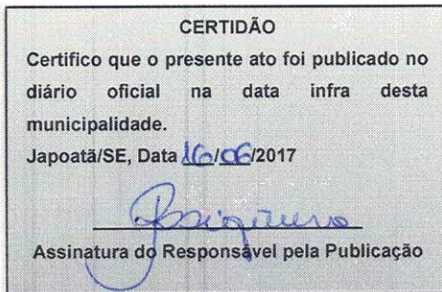 CERTIDÃO
Certifico que o presente ato foi publicado no
diário oficial na data infra desta
municipalidade.
Japoatã/SE, Data 16/06/2017
Assinatura do Responsável pela Publicação